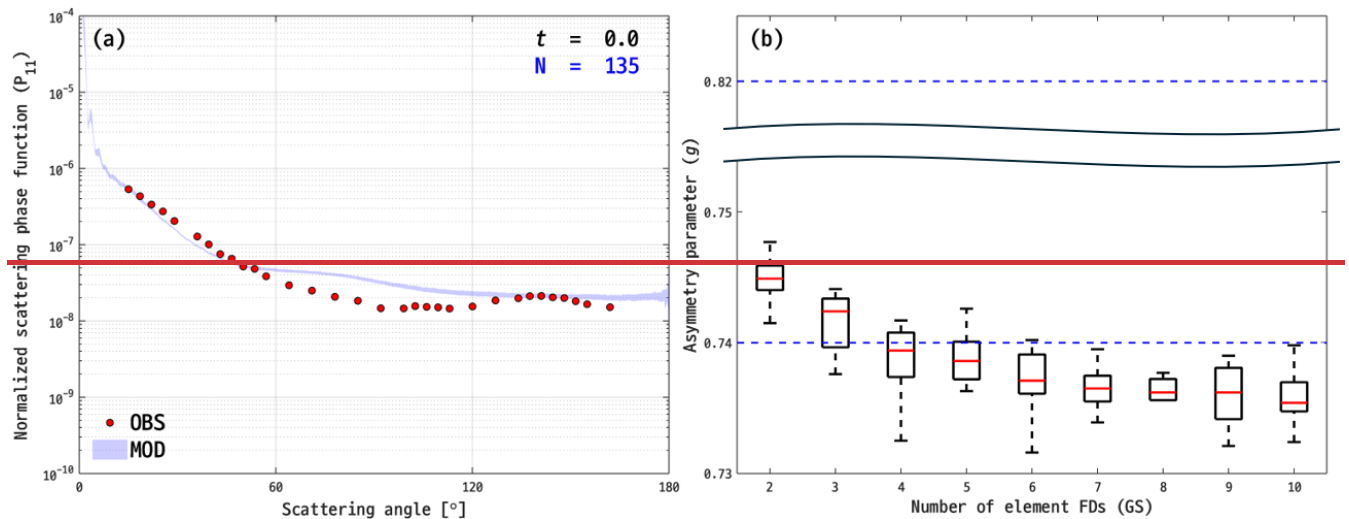 (a)
t = 0.0
N = 135
Normalized scattering phase function (P11)
10-4
10-5
10-6
10-7
10-8
10-9
10-10
OBS
MOD
0 60 120 180
Scattering angle [o]
(b)
Asymmetry parameter (g)
0.82
0.75
0.74
0.73
2 3 4 5 6 7 8 9 10
Number of element FDs (GS)